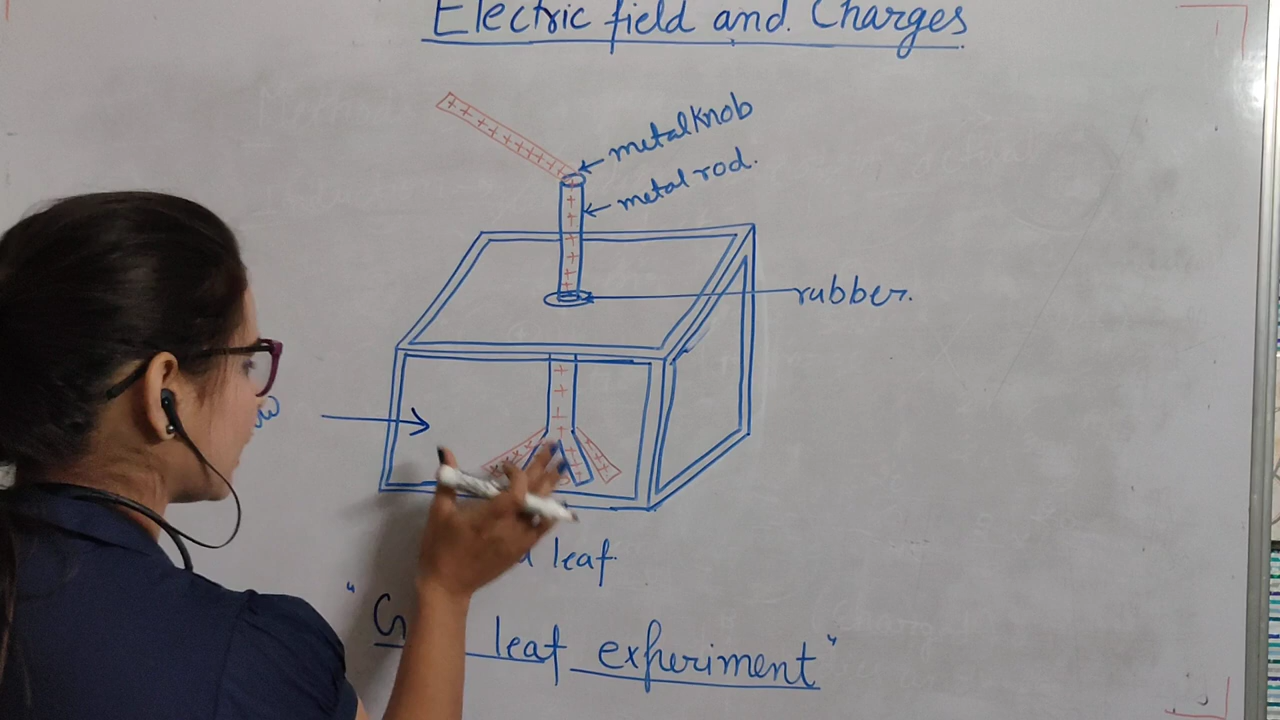 Electric field and Charges
metal knob
metal rod.
rubber.
leaf
"G leaf experiment"